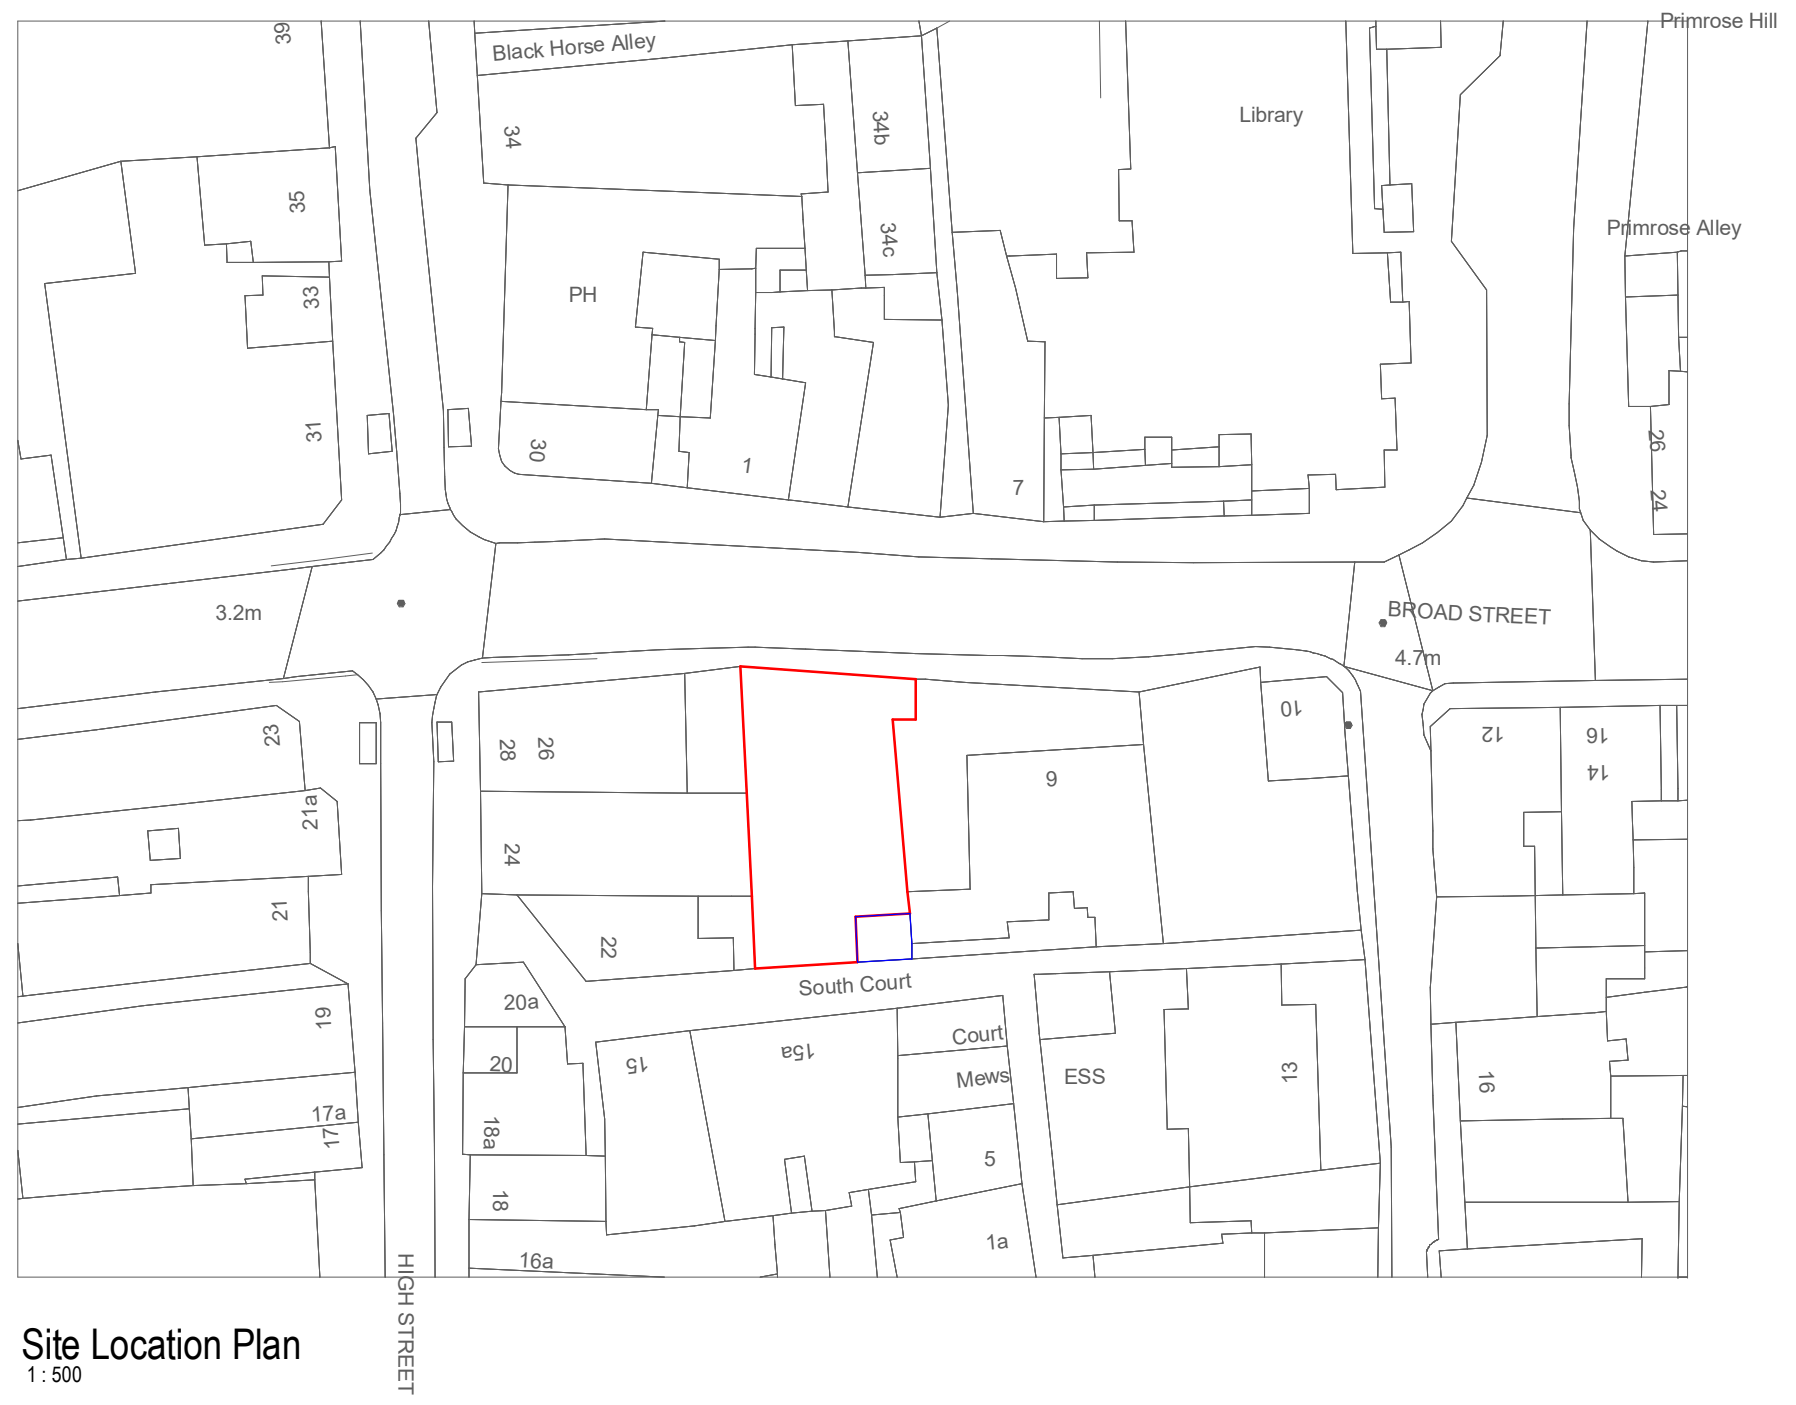 Primrose Hill
39
Black Horse Alley
Library
34
34b
35
Primrose Alley
34c
PH
33
31
30
26
1
7
24
3.2m
BROAD STREET
4.7m
10
23
28
26
12
16
14
9
21a
24
21
22
South Court
20a
19
Court
15a
15
20
Mews
ESS
13
16
17a
17
18a
5
18
1a
16a
HIGH STREET
Site Location Plan
1 : 500